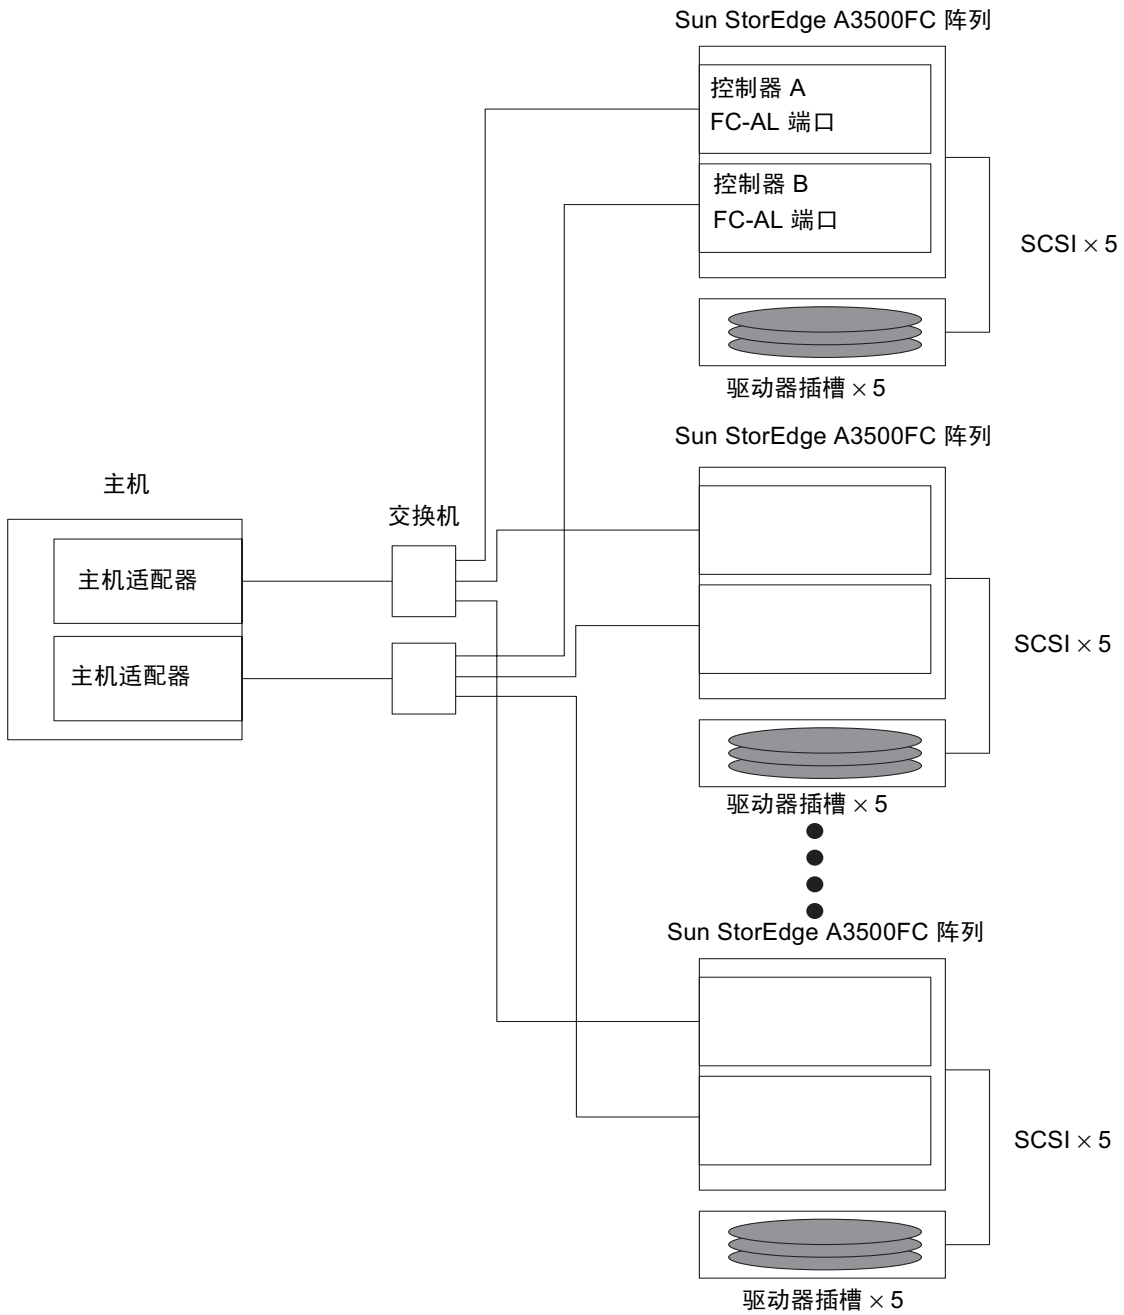 Sun StorEdge A3500FC 阵列
控制器 A
FC-AL 端口
控制器 B
FC-AL 端口
SCSI × 5
驱动器插槽 × 5
Sun StorEdge A3500FC 阵列
主机
交换机
主机适配器
主机适配器
SCSI × 5
驱动器插槽 × 5
Sun StorEdge A3500FC 阵列
SCSI × 5
驱动器插槽 × 5